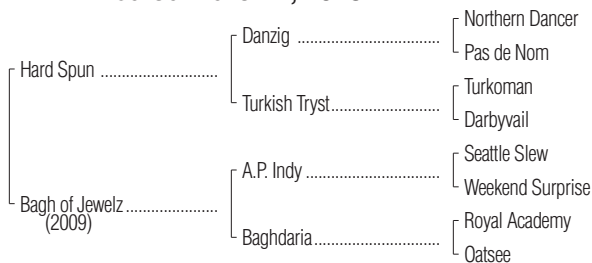 Northern Dancer
Danzig ........................................
Pas de Nom
Hard Spun .................................
Turkoman
Turkish Tryst...............................
Darbyvail
Seattle Slew
A.P. Indy ......................................
Weekend Surprise
Bagh of Jewelz ..........................
(2009)
Royal Academy
Baghdaria....................................
Oatsee